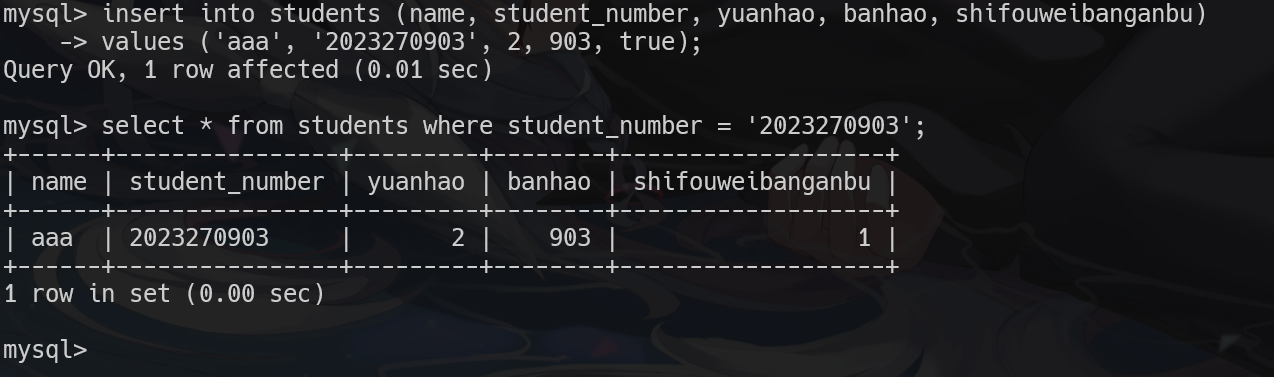 mysql> insert into students (name, student_number, yuanhao, banhao, shifouweibanganbu)
    -> values ('aaa', '2023270903', 2, 903, true);
Query OK, 1 row affected (0.01 sec)

mysql> select * from students where student_number = '2023270903';
+------+----------------+---------+--------+-------------------+
| name | student_number | yuanhao | banhao | shifouweibanganbu |
+------+----------------+---------+--------+-------------------+
| aaa  | 2023270903     |       2 |    903 |                 1 |
+------+----------------+---------+--------+-------------------+
1 row in set (0.00 sec)

mysql>